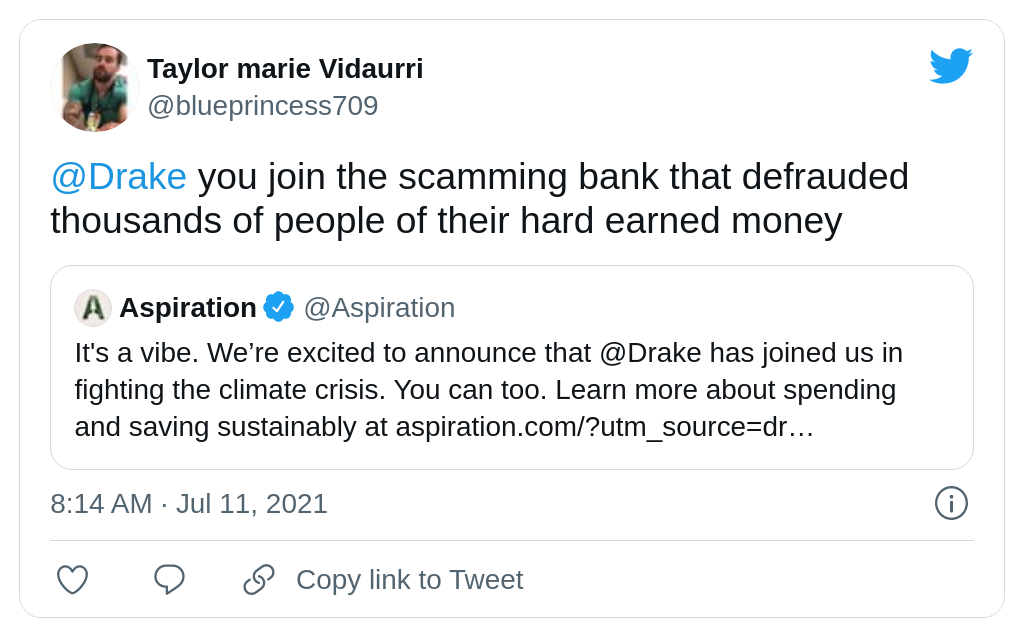 Taylor marie Vidaurri
@blueprincess709
@Drake you join the scamming bank that defrauded
thousands of people of their hard earned money
A
Aspiration @Aspiration
It's a vibe. We’re excited to announce that @Drake has joined us in
fighting the climate crisis. You can too. Learn more about spending
and saving sustainably at aspiration.com/?utm_source=dr…
8:14 AM · Jul 11, 2021
Copy link to Tweet